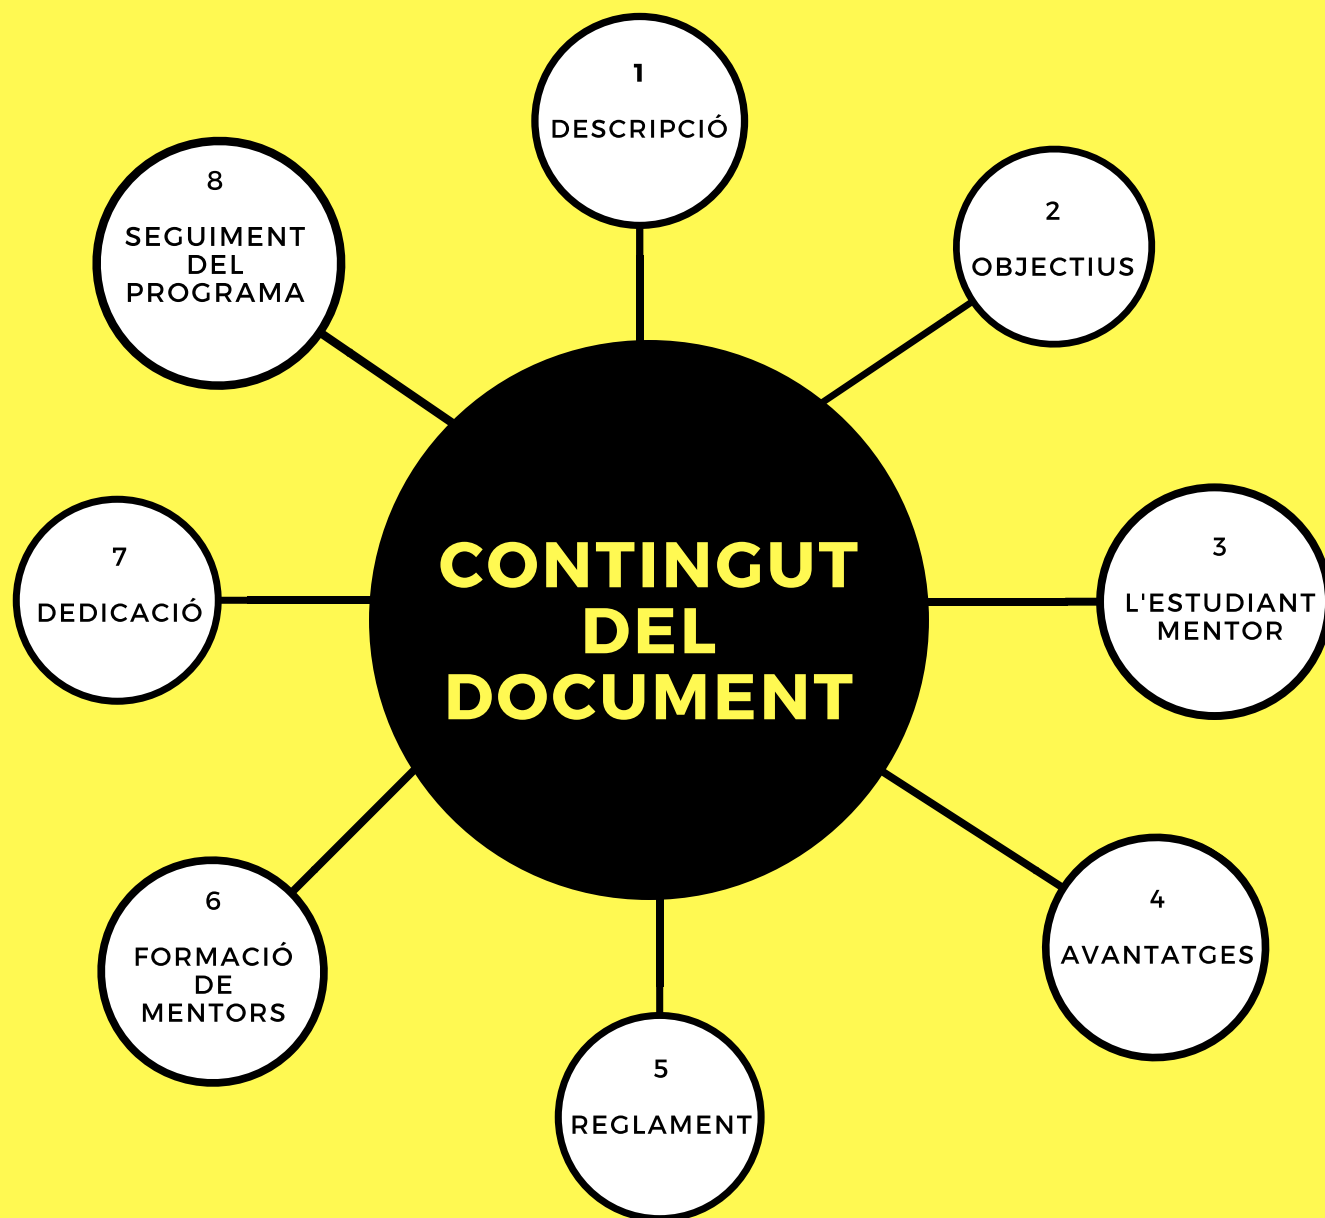 CONTINGUT
DEL
DOCUMENT
1
DESCRIPCIÓ
2
OBJECTIUS
3
L'ESTUDIANT
MENTOR
4
AVANTATGES
5
REGLAMENT
6
FORMACIÓ
DE
MENTORS
7
DEDICACIÓ
8
SEGUIMENT
DEL
PROGRAMA